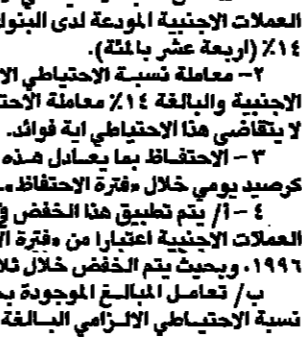 العملات الاجنبية المودعة لدى البنوك
١٤٪ (اربعة عشر بالمئة).
٢- معاملة نسبة الاحتياطي الا
الاجنبية والبالغة ١٤٪ معاملة الاحت
لا يتقاضى هذا الاحتياطي اية فوائد.
٣ - الاحتفاظ بما يعادل هذه
كرصيد يومي خلال «فترة الاحتفاظ».
٤ - أ/ يتم تطبيق هذا الخفض في
العملات الاجنبية اعتبارا من «فترة الا
١٩٩٦. وبحيث يتم الخفض خلال ثلا
ب/ تعامل المبالغ الموجودة بح
نسبة الاحتياطي الالزامي البالغة